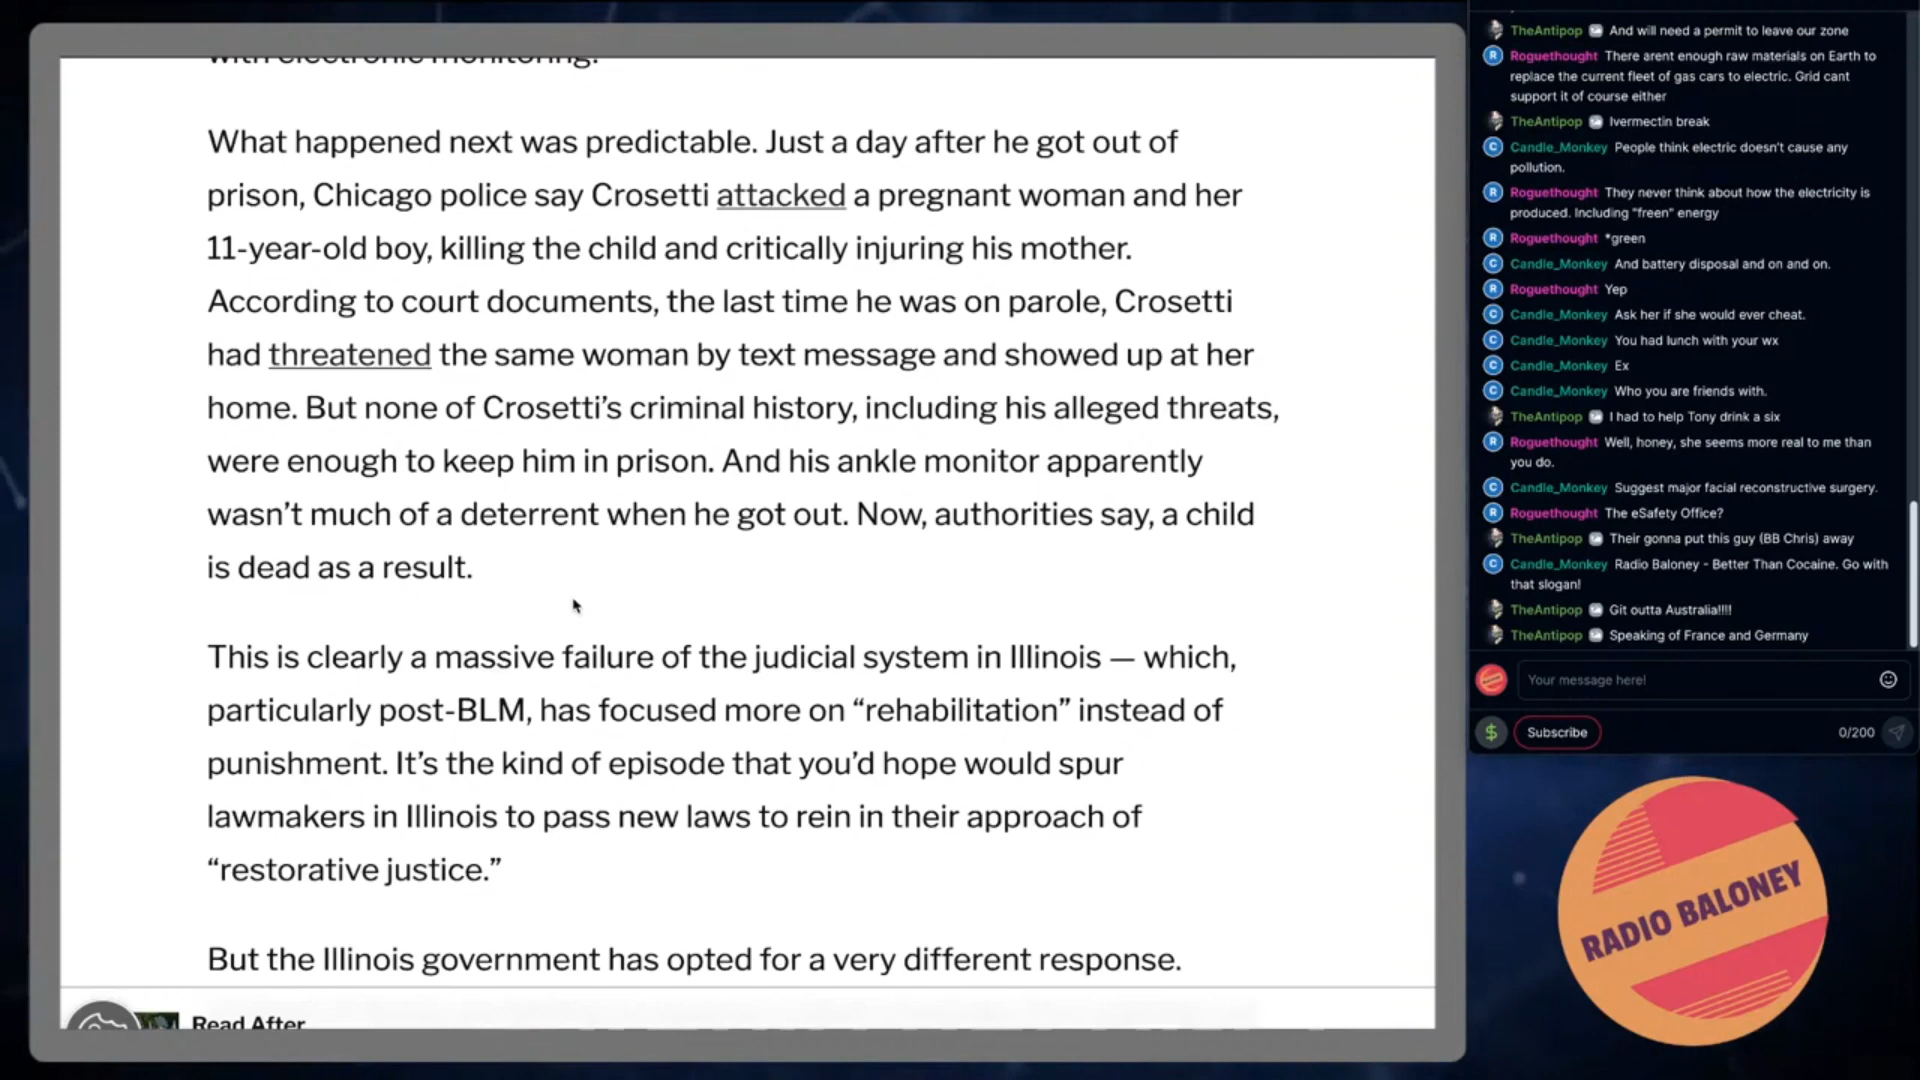 with electronic monitoring.
What happened next was predictable. Just a day after he got out of
prison, Chicago police say Crosetti attacked a pregnant woman and her
11-year-old boy, killing the child and critically injuring his mother.
According to court documents, the last time he was on parole, Crosetti
had threatened the same woman by text message and showed up at her
home. But none of Crosetti’s criminal history, including his alleged threats,
were enough to keep him in prison. And his ankle monitor apparently
wasn’t much of a deterrent when he got out. Now, authorities say, a child
is dead as a result.
This is clearly a massive failure of the judicial system in Illinois — which,
particularly post-BLM, has focused more on “rehabilitation” instead of
punishment. It’s the kind of episode that you’d hope would spur
lawmakers in Illinois to pass new laws to rein in their approach of
“restorative justice.”
But the Illinois government has opted for a very different response.
Read After
TheAntipop And will need a permit to leave our zone
R Roguethought There arent enough raw materials on Earth to
replace the current fleet of gas cars to electric. Grid cant
support it of course either
TheAntipop Ivermectin break
C Candle_Monkey People think electric doesn't cause any
pollution.
R Roguethought They never think about how the electricity is
produced. Including "freen" energy
R Roguethought *green
C Candle_Monkey And battery disposal and on and on.
R Roguethought Yep
C Candle_Monkey Ask her if she would ever cheat.
C Candle_Monkey You had lunch with your wx
C Candle_Monkey Ex
C Candle_Monkey Who you are friends with.
TheAntipop I had to help Tony drink a six
R Roguethought Well, honey, she seems more real to me than
you do.
C Candle_Monkey Suggest major facial reconstructive surgery.
R Roguethought The eSafety Office?
TheAntipop Their gonna put this guy (BB Chris) away
C Candle_Monkey Radio Baloney - Better Than Cocaine. Go with
that slogan!
TheAntipop Git outta Australia!!!!
TheAntipop Speaking of France and Germany
Your message here!
$ Subscribe 0/200
RADIO BALONEY